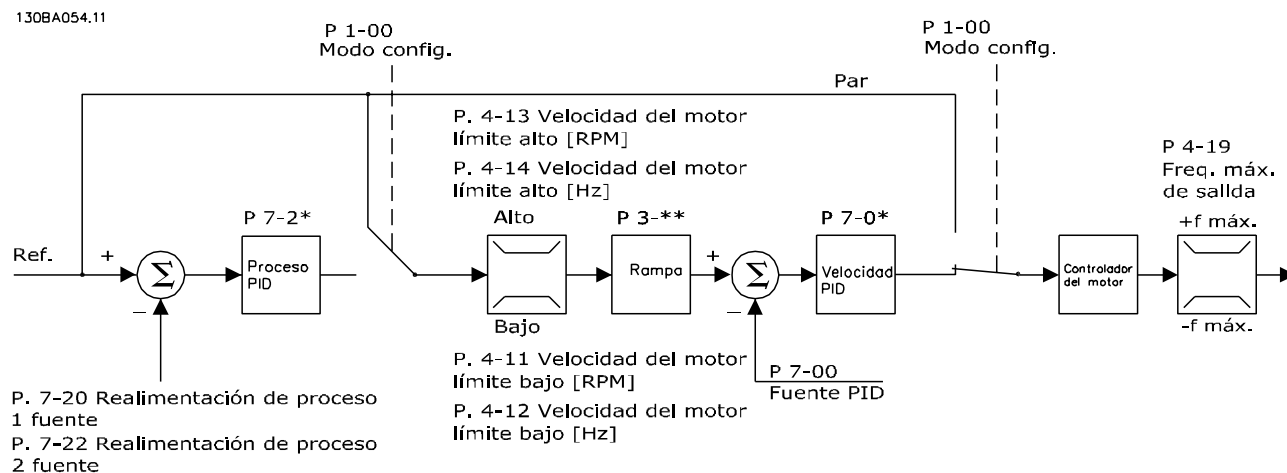 130BA054.11
P 1-00
Modo config.
P 1-00
Modo config.
Par
P. 4-13 Velocidad del motor
límite alto [RPM]
P. 4-14 Velocidad del motor
límite alto [Hz]
P 4-19
Freq. máx.
de sallda
P 7-2*
Alto
P 3-**
P 7-0*
+f máx.
Ref.
+
Σ
Proceso
PID
Rampa
+
Σ
Velocidad
PID
Controlador
del motor
−
Bajo
−
-f máx.
P. 4-11 Velocidad del motor
límite bajo [RPM]
P. 4-12 Velocidad del motor
límite bajo [Hz]
P 7-00
Fuente PID
P. 7-20 Realimentación de proceso
1 fuente
P. 7-22 Realimentación de proceso
2 fuente